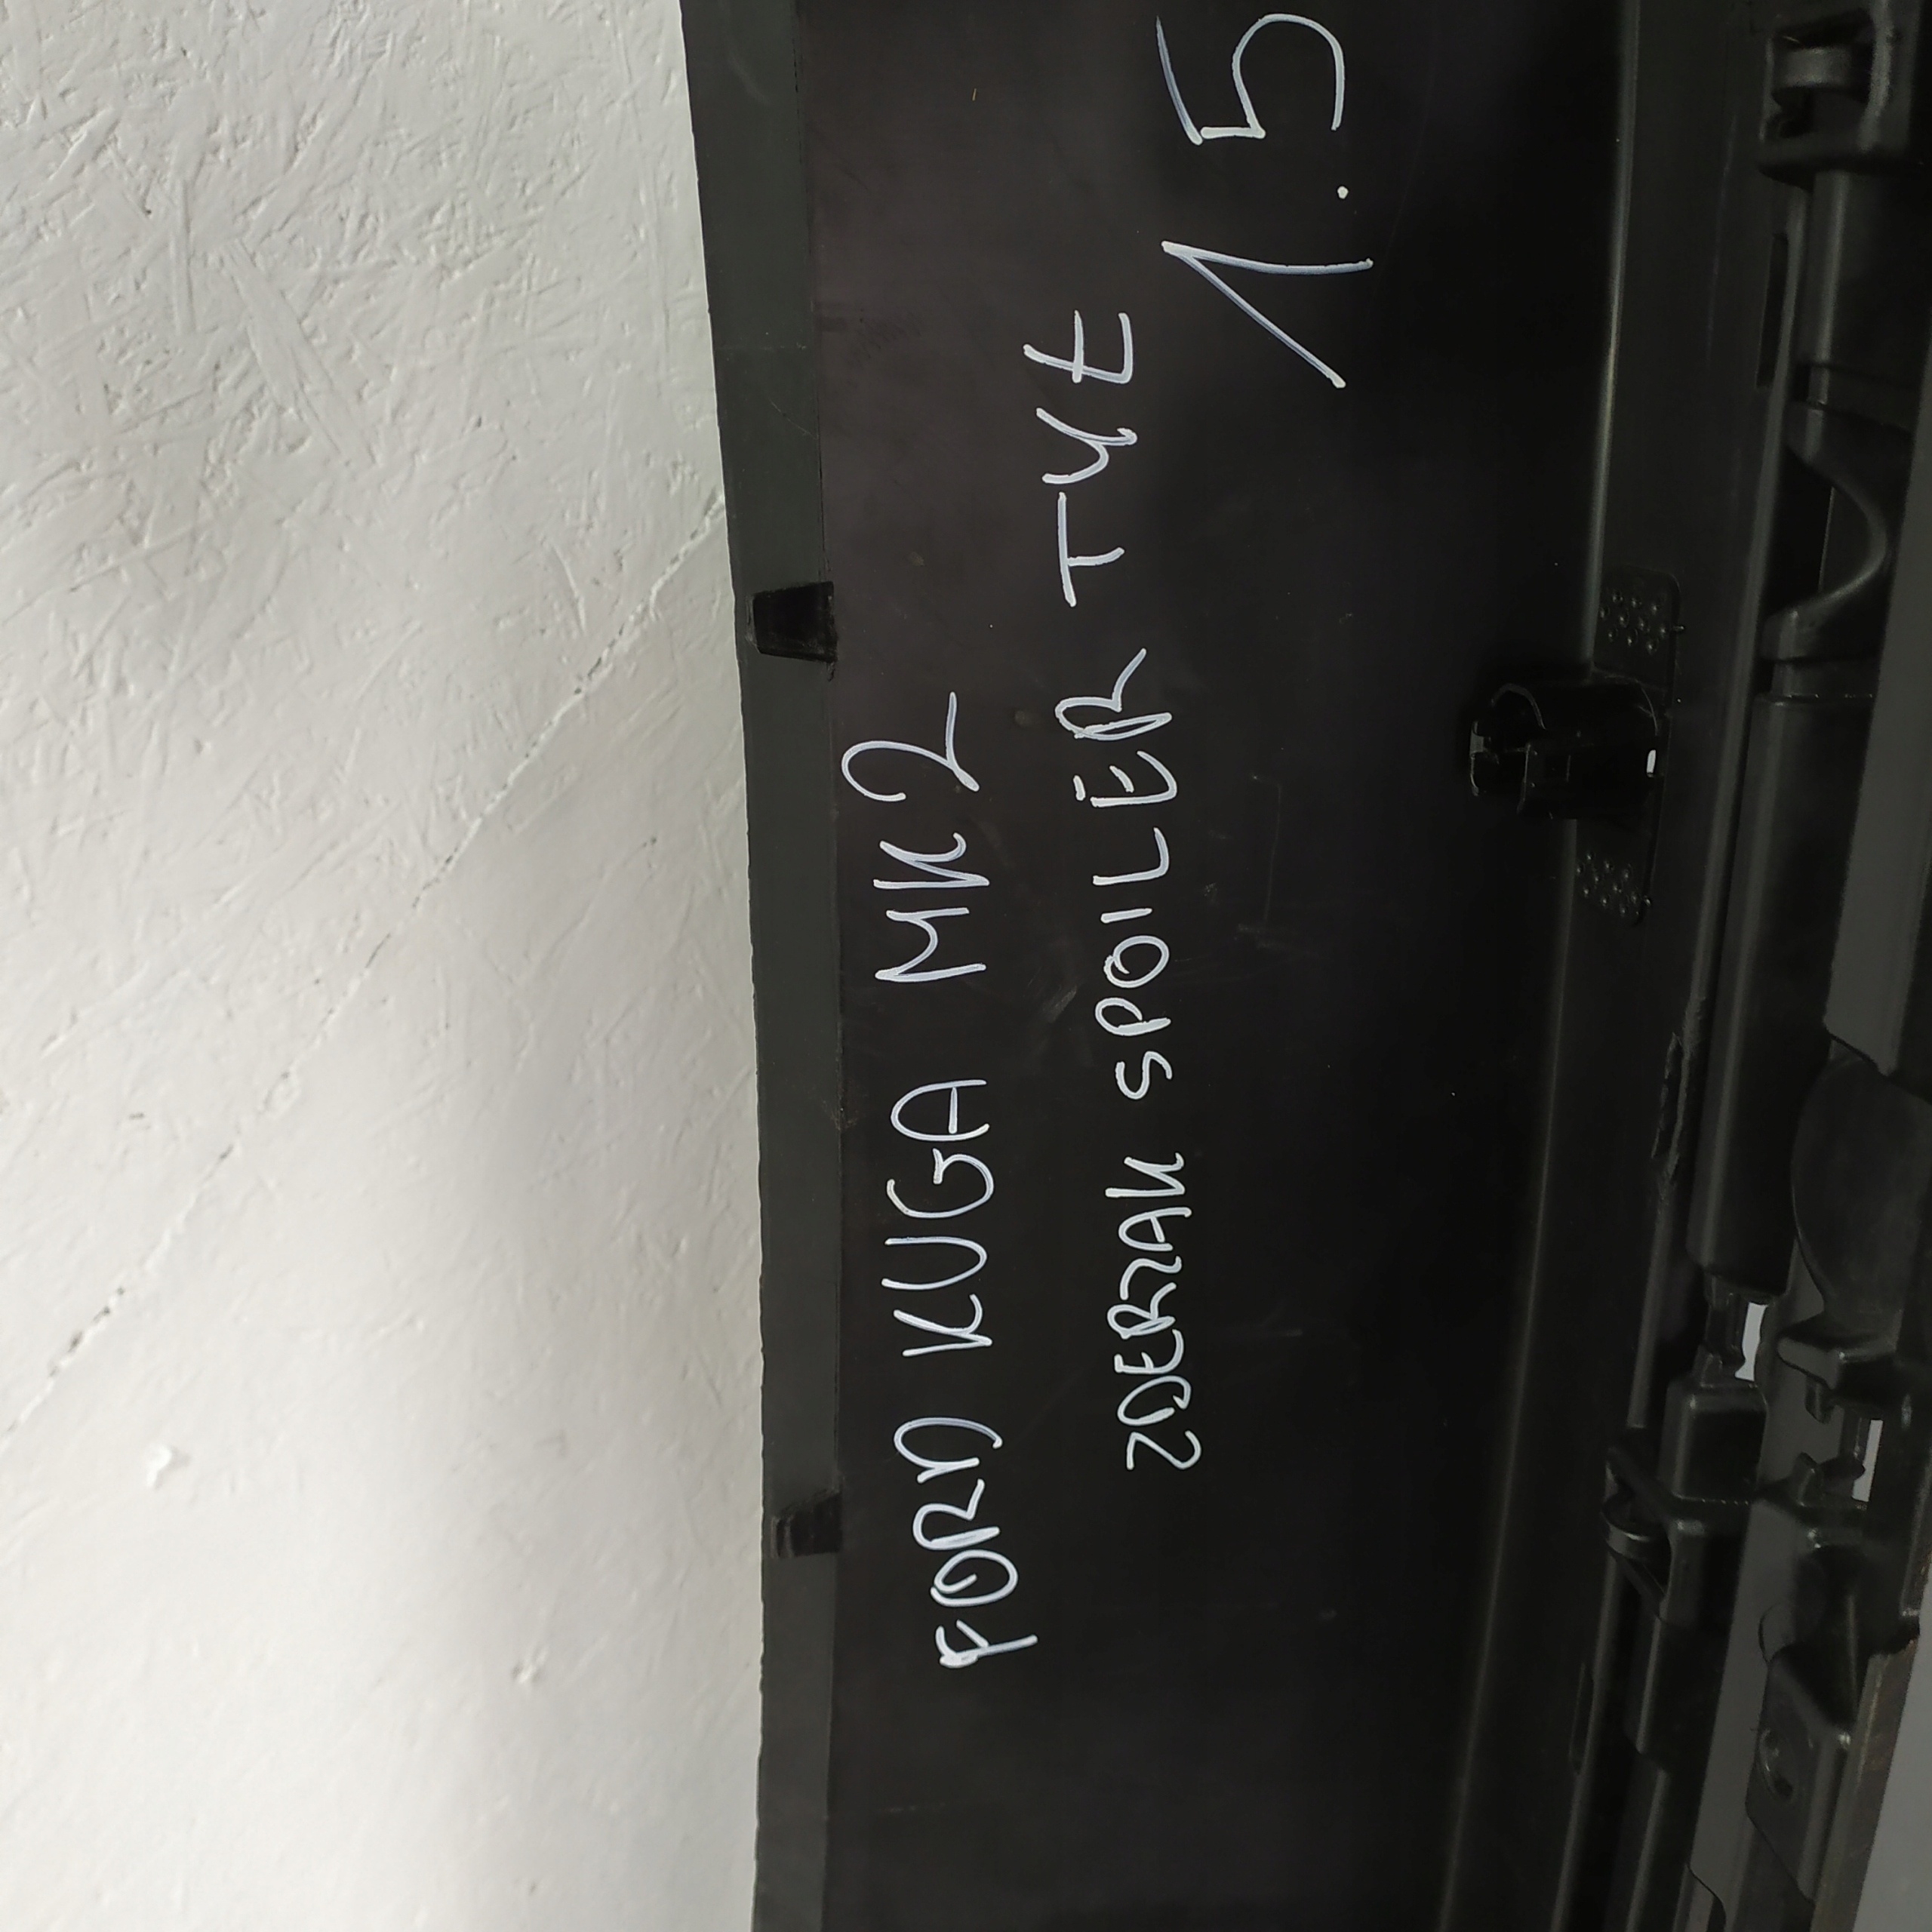 FORD KUGA MK2
ZDERZAK SPOILER TYŁ
1.5